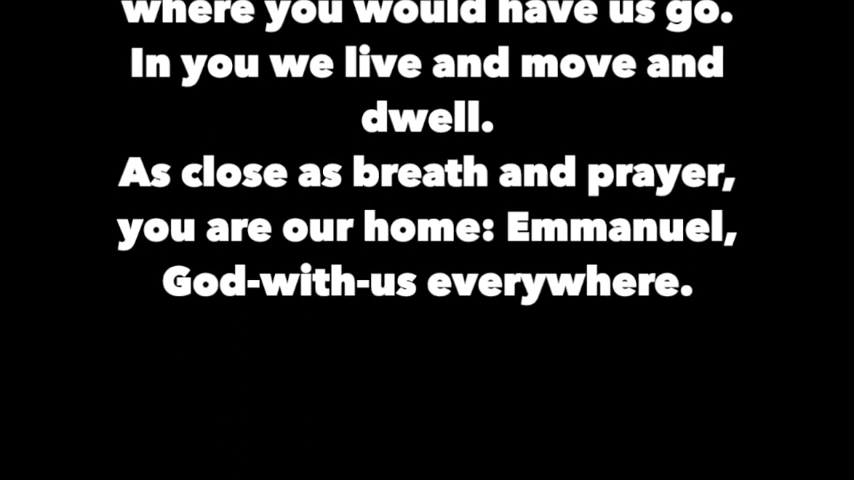 where you would have us go.
In you we live and move and
dwell.
As close as breath and prayer,
you are our home: Emmanuel,
God-with-us everywhere.